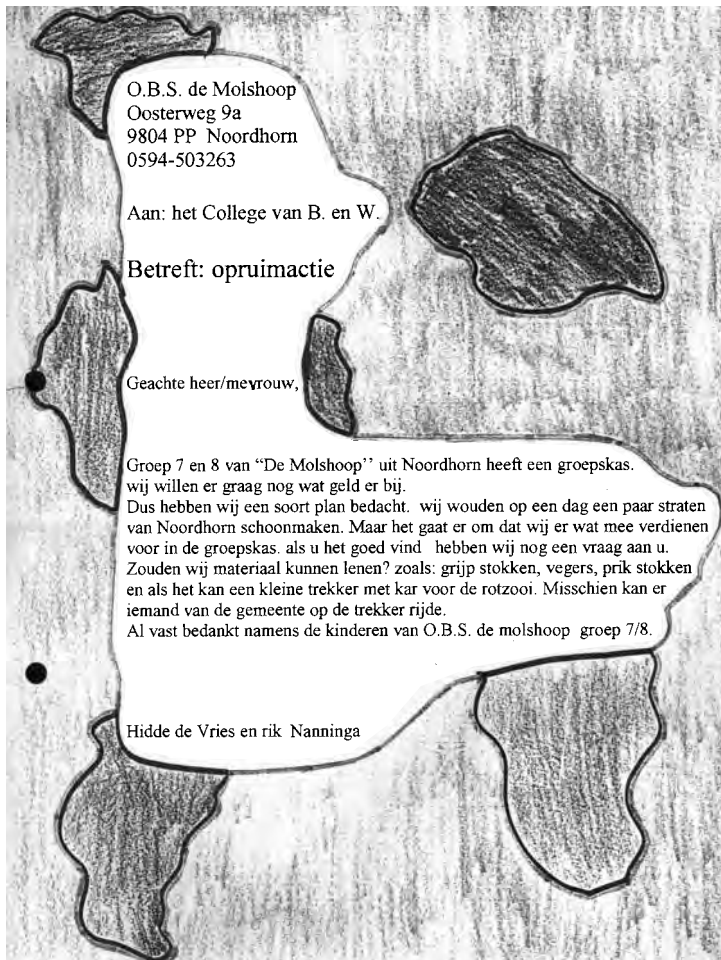 O.B.S. de Molshoop
Oosterweg 9a
9804 PP Noordhorn
0594-503263
Aan: het College van B. en W.
Betreft: opruimactie
Geachte heer/mevrouw,
Groep 7 en 8 van “De Molshoop’’ uit Noordhorn heeft een groepskas.
wij willen er graag nog wat geld er bij.
Dus hebben wij een soort plan bedacht. wij wouden op een dag een paar straten
van Noordhorn schoonmaken. Maar het gaat er om dat wij er wat mee verdienen
voor in de groepskas. als u het goed vind hebben wij nog een vraag aan u.
Zouden wij materiaal kunnen lenen? zoals: grijp stokken, vegers, prik stokken
en als het kan een kleine trekker met kar voor de rotzooi. Misschien kan er
iemand van de gemeente op de trekker rijde.
Al vast bedankt namens de kinderen van O.B.S. de molshoop groep 7/8.
Hidde de Vries en rik Nanninga